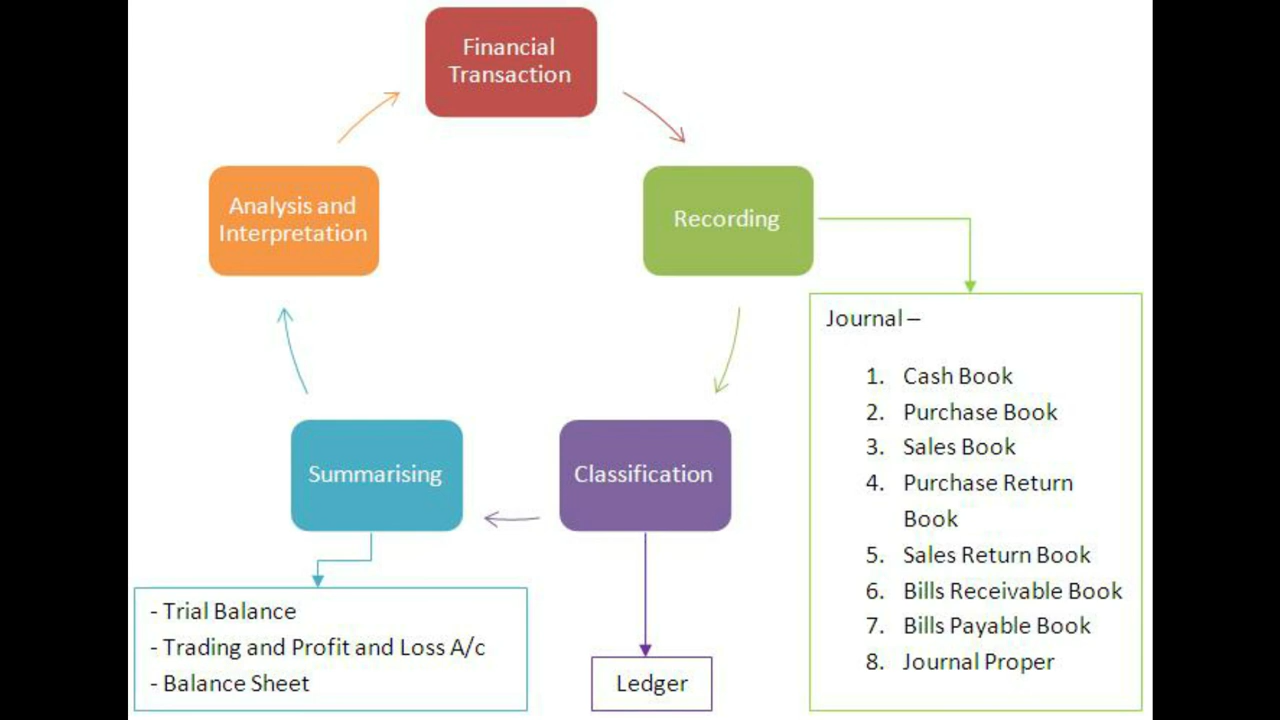 Financial
Transaction
Analysis and
Interpretation
Recording
Journal –
1. Cash Book
2. Purchase Book
3. Sales Book
4. Purchase Return
Book
5. Sales Return Book
6. Bills Receivable Book
7. Bills Payable Book
8. Journal Proper
Summarising
Classification
- Trial Balance
- Trading and Profit and Loss A/c
- Balance Sheet
Ledger